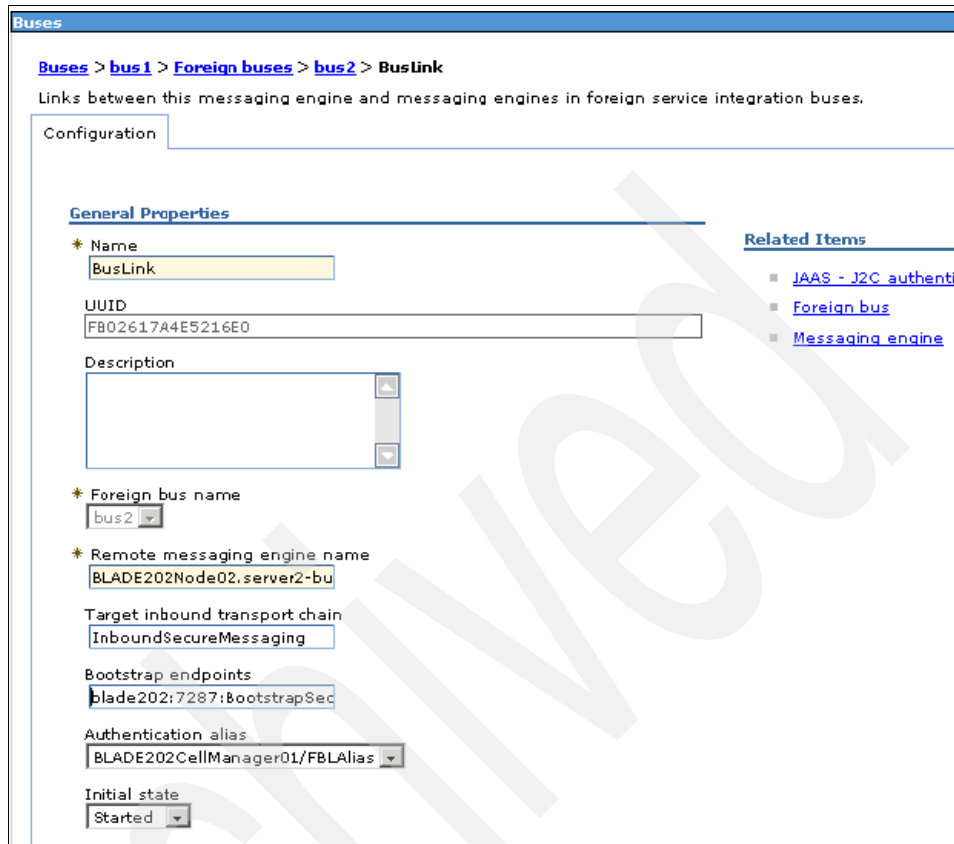 Buses
Buses > bus1 > Foreign buses > bus2 > BusLink
Links between this messaging engine and messaging engines in foreign service integration buses.
Configuration
General Properties
* Name
BusLink
UUID
FB02617A4E5216E0
Description
* Foreign bus name
bus2
* Remote messaging engine name
BLADE202Node02.server2-bu
Target inbound transport chain
InboundSecureMessaging
Bootstrap endpoints
blade202:7287:BootstrapSec
Authentication alias
BLADE202CellManager01/FBLAlias
Initial state
Started
Related Items
JAAS - J2C authenti
Foreign bus
Messaging engine